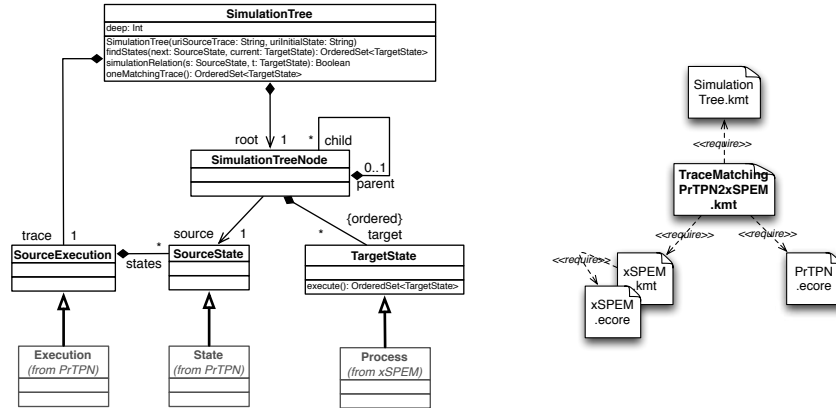 SimulationTree
deep: Int
SimulationTree(uriSourceTrace: String, uriInitialState: String)
findStates(next: SourceState, current: TargetState): OrderedSet<TargetState>
simulationRelation(s: SourceState, t: TargetState): Boolean
oneMatchingTrace(): OrderedSet<TargetState>
root 1 * child
SimulationTreeNode
0..1
parent
{ordered}
trace 1 * source 1 * target
SourceExecution
states
SourceState
TargetState
execute(): OrderedSet<TargetState>
Execution
(from PrTPN)
State
(from PrTPN)
Process
(from xSPEM)
Simulation
Tree.kmt
<<require>>
TraceMatching
PrTPN2xSPEM
.kmt
<<require>> <<require>>
<<require>>
xSPEM
.kmt
PrTPN
.ecore
xSPEM
.ecore